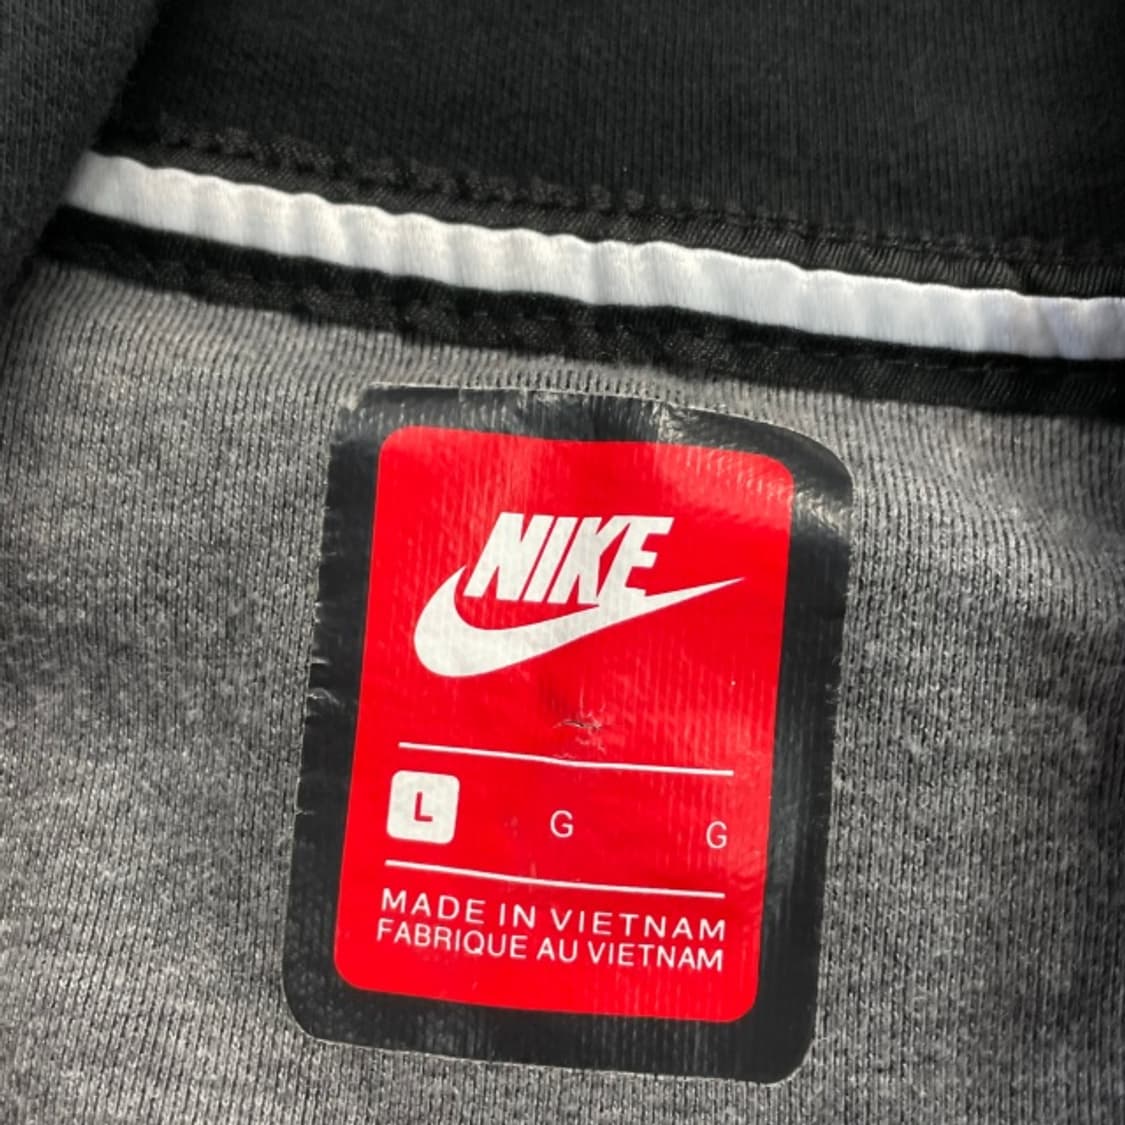 NIKE
L G G
MADE IN VIETNAM
FABRIQUE AU VIETNAM